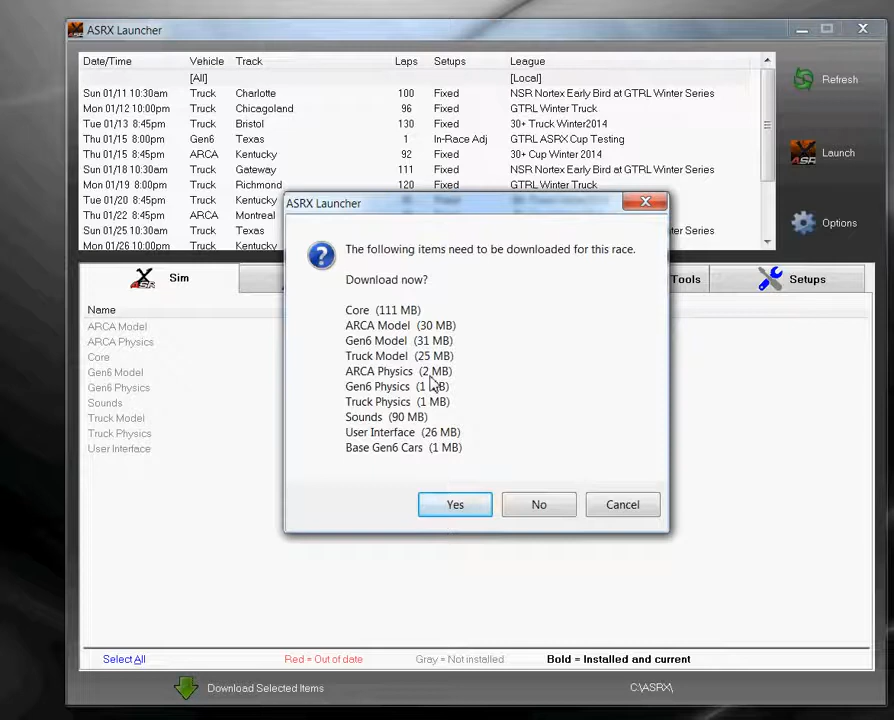 ASRX Launcher
Date/Time Vehicle Track Laps Setups League
[All] [Local]
Sun 01/11 10:30am Truck Charlotte 100 Fixed NSR Nortex Early Bird at GTRL Winter Series
Mon 01/12 10:00pm Truck Chicagoland 96 Fixed GTRL Winter Truck
Tue 01/13 8:45pm Truck Bristol 130 Fixed 30+ Truck Winter2014
Thu 01/15 8:00pm Gen6 Texas 1 In-Race Adj GTRL ASRX Cup Testing
Thu 01/15 8:45pm ARCA Kentucky 92 Fixed 30+ Cup Winter 2014
Sun 01/18 10:30am Truck Gateway 111 Fixed NSR Nortex Early Bird at GTRL Winter Series
Mon 01/19 8:00pm Truck Richmond 120 Fixed GTRL Winter Truck
Tue 01/20 8:45pm Truck Kentucky
Thu 01/22 8:45pm ARCA Montreal
Sun 01/25 10:30am Truck Texas
Mon 01/26 10:00pm Truck Kentucky
Refresh
Launch
Options
Sim
Tools
Setups
Name
ARCA Model
ARCA Physics
Core
Gen6 Model
Gen6 Physics
Sounds
Truck Model
Truck Physics
User Interface
ASRX Launcher
The following items need to be downloaded for this race.
Download now?
Core (111 MB)
ARCA Model (30 MB)
Gen6 Model (31 MB)
Truck Model (25 MB)
ARCA Physics (2 MB)
Gen6 Physics (1 MB)
Truck Physics (1 MB)
Sounds (90 MB)
User Interface (26 MB)
Base Gen6 Cars (1 MB)
Yes No Cancel
Select All Red = Out of date Gray = Not installed Bold = Installed and current
Download Selected Items C:\ASRX\